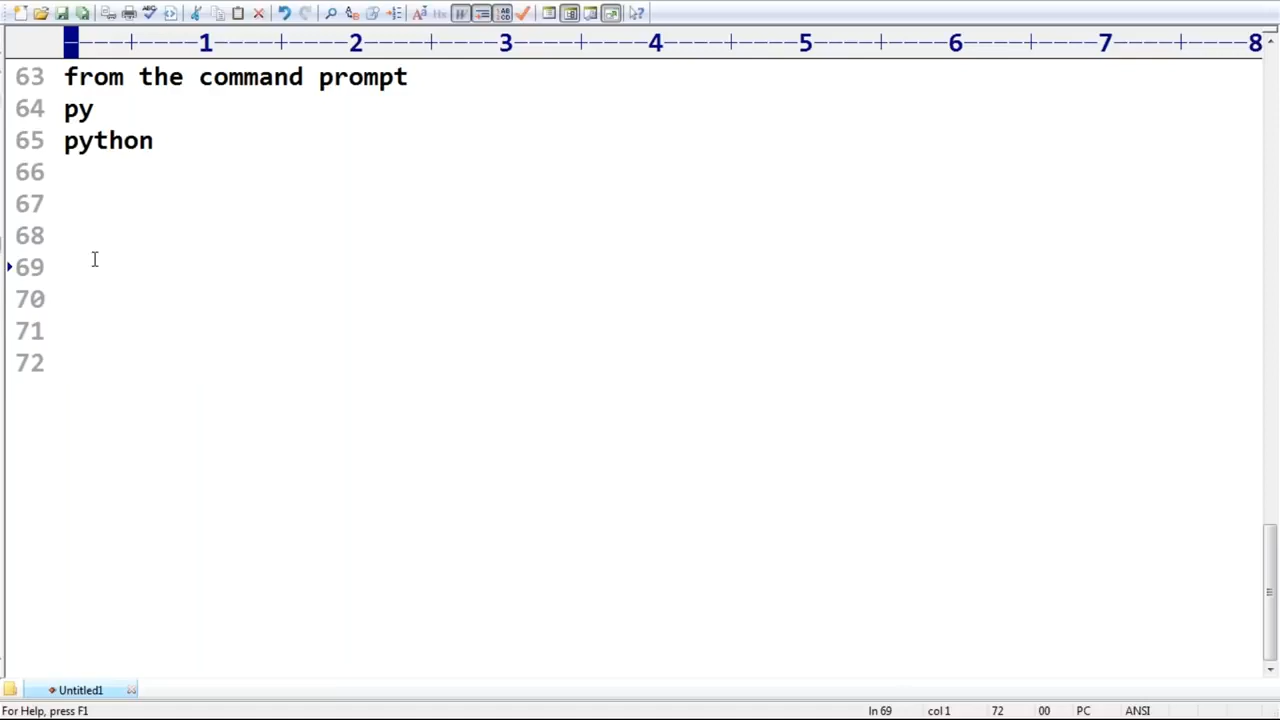 1 2 3 4 5 6 7 8
63 from the command prompt
64 py
65 python
66
67
68
69
70
71
72
Untitled1
For Help, press F1 ln 69 col 1 72 00 PC ANSI